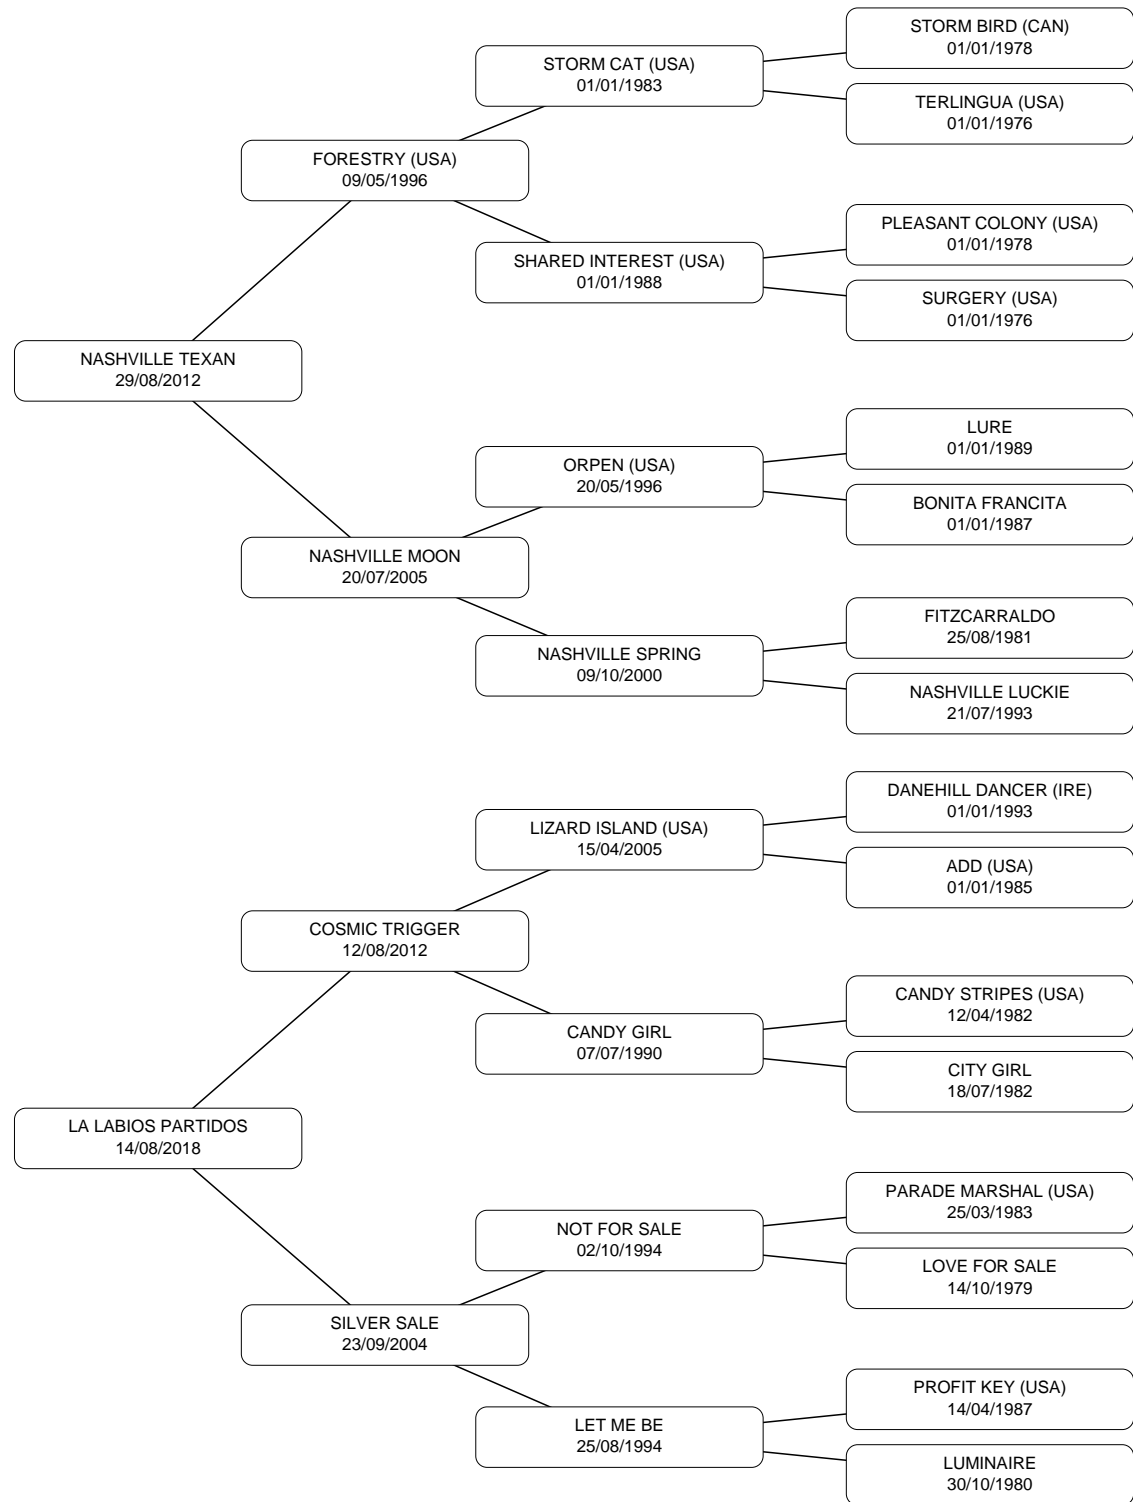 STORM BIRD (CAN)
01/01/1978
STORM CAT (USA)
01/01/1983
TERLINGUA (USA)
01/01/1976
FORESTRY (USA)
09/05/1996
PLEASANT COLONY (USA)
01/01/1978
SHARED INTEREST (USA)
01/01/1988
SURGERY (USA)
01/01/1976
NASHVILLE TEXAN
29/08/2012
LURE
01/01/1989
ORPEN (USA)
20/05/1996
BONITA FRANCITA
01/01/1987
NASHVILLE MOON
20/07/2005
FITZCARRALDO
25/08/1981
NASHVILLE SPRING
09/10/2000
NASHVILLE LUCKIE
21/07/1993
DANEHILL DANCER (IRE)
01/01/1993
LIZARD ISLAND (USA)
15/04/2005
ADD (USA)
01/01/1985
COSMIC TRIGGER
12/08/2012
CANDY STRIPES (USA)
12/04/1982
CANDY GIRL
07/07/1990
CITY GIRL
18/07/1982
LA LABIOS PARTIDOS
14/08/2018
PARADE MARSHAL (USA)
25/03/1983
NOT FOR SALE
02/10/1994
LOVE FOR SALE
14/10/1979
SILVER SALE
23/09/2004
PROFIT KEY (USA)
14/04/1987
LET ME BE
25/08/1994
LUMINAIRE
30/10/1980